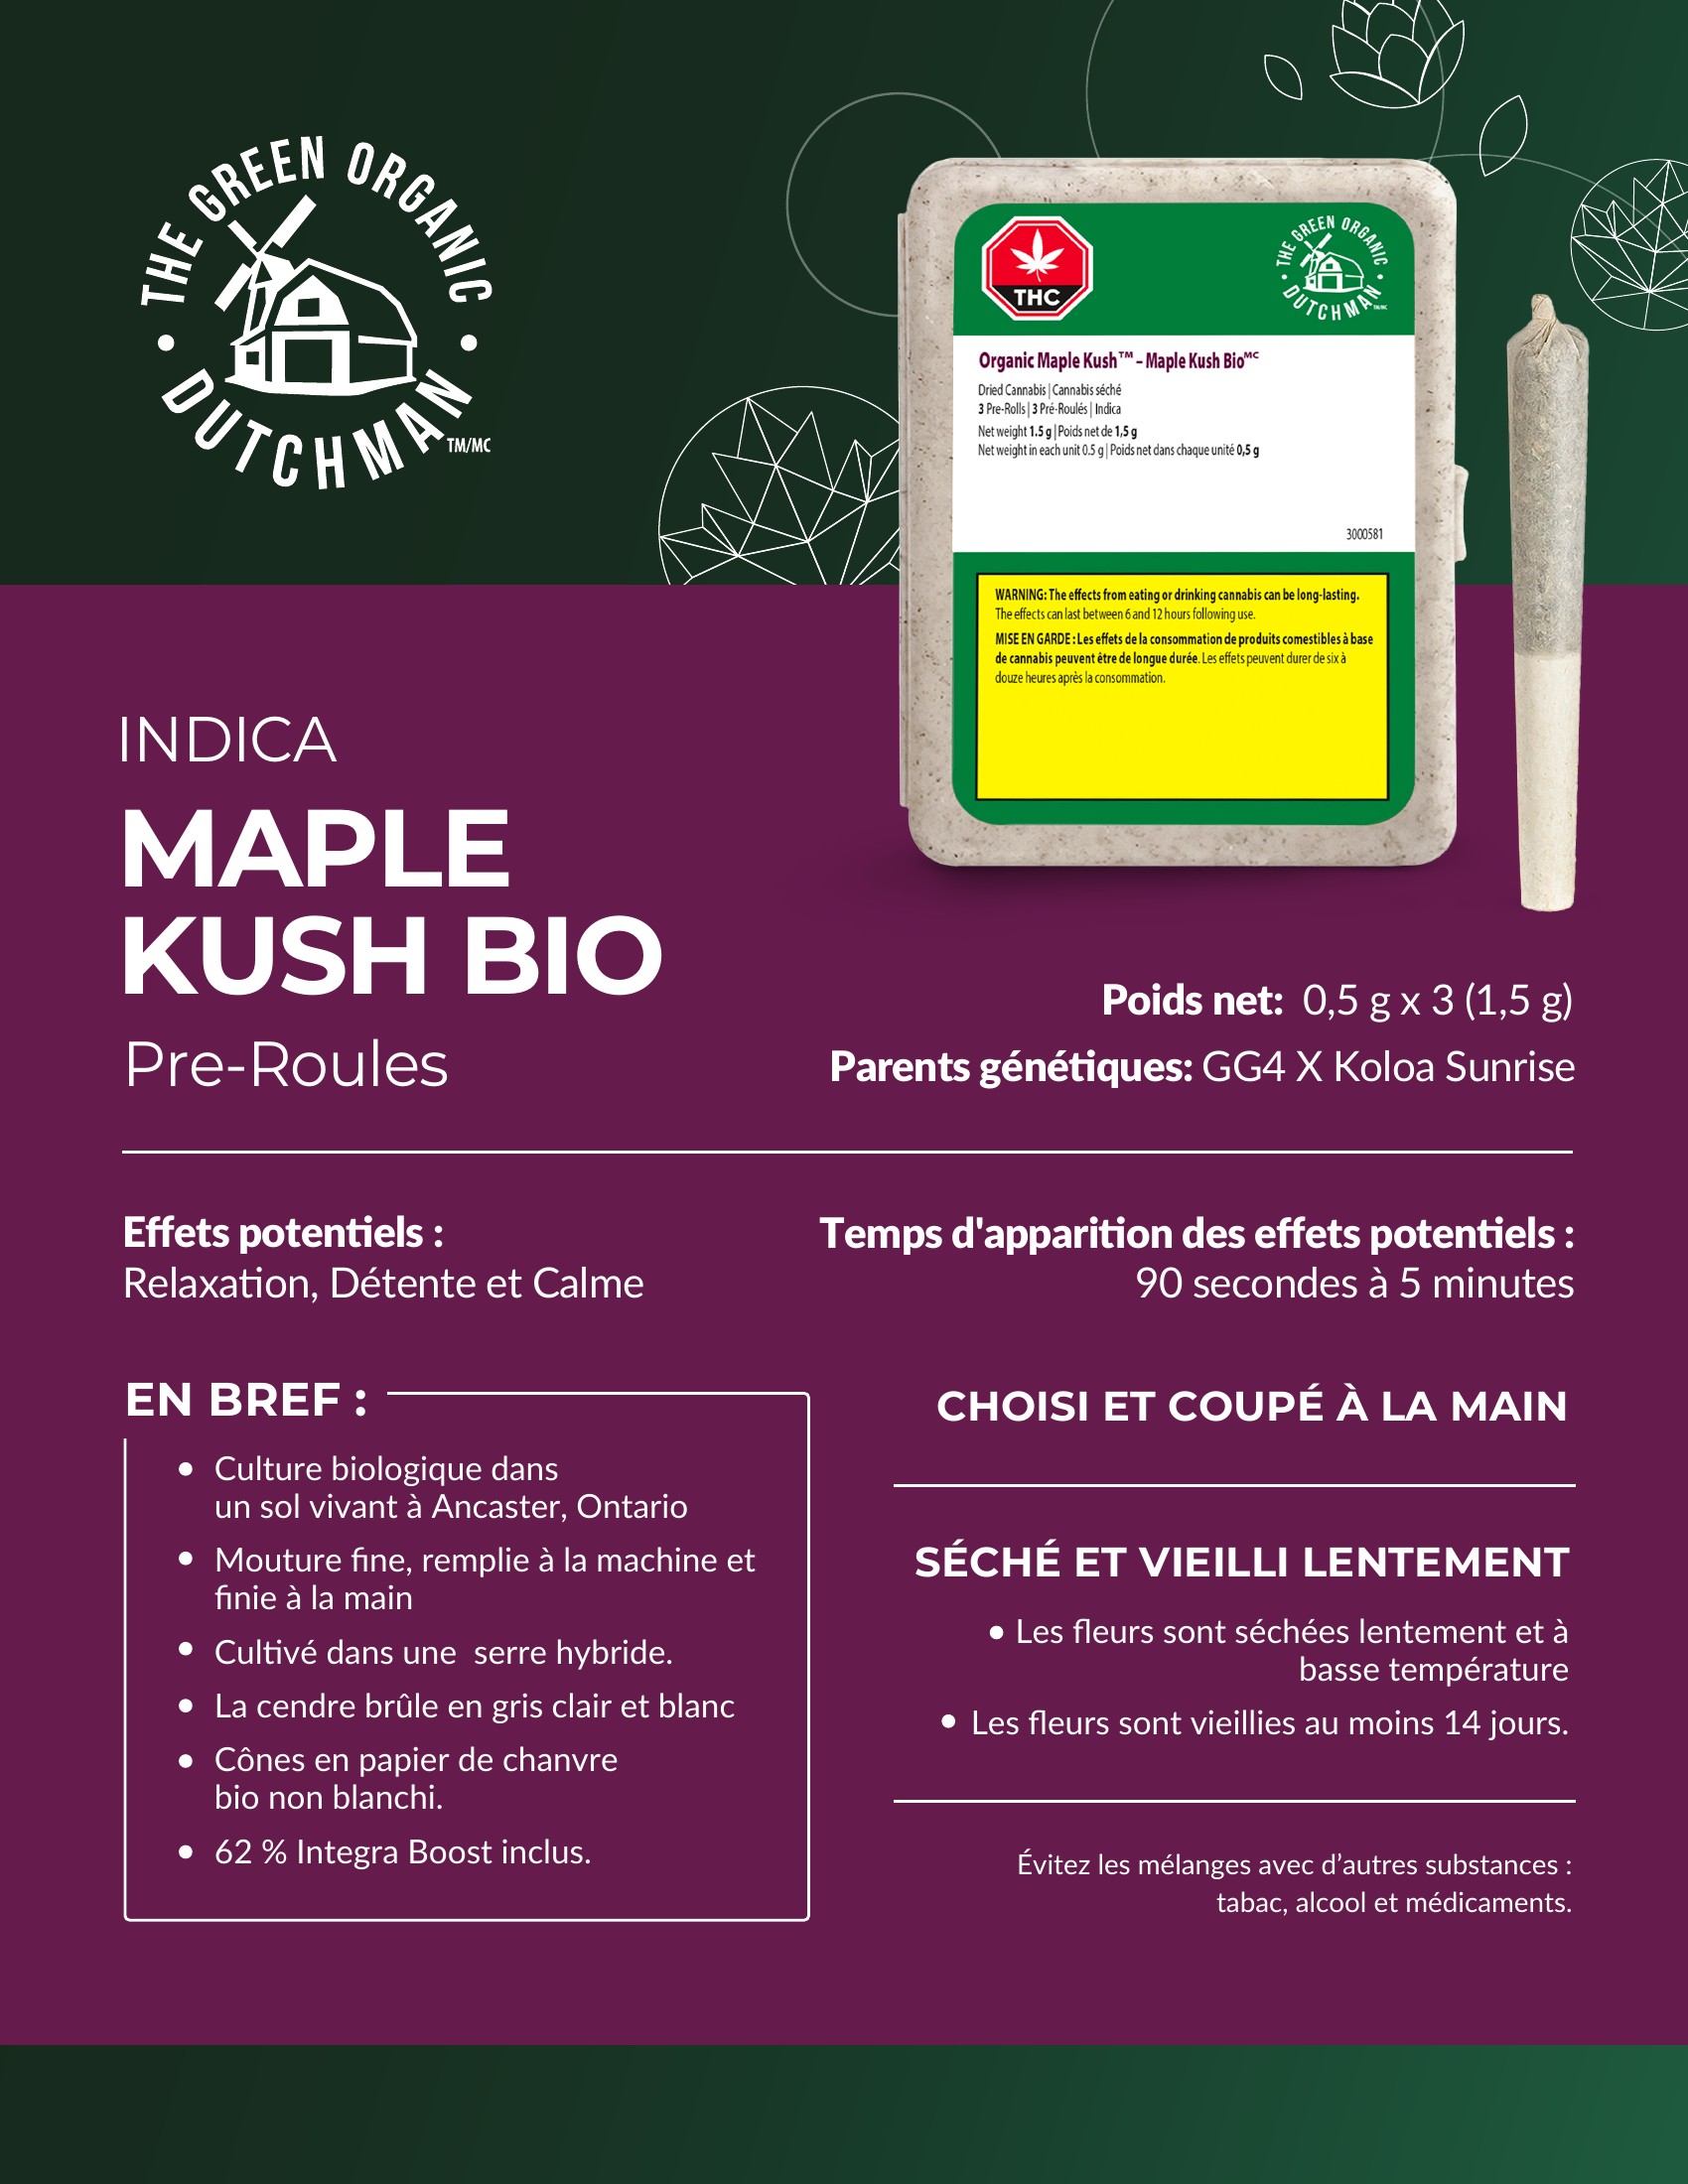 THE GREEN ORGANIC
DUTCHMAN
TM/MC
THC
THE GREEN ORGANIC
DUTCHMAN
TM/MC
Organic Maple Kush™ – Maple Kush Bioᴹᶜ
Dried Cannabis | Cannabis séché
3 Pre-Rolls | 3 Pré-Roulés | Indica
Net weight 1.5 g | Poids net de 1,5 g
Net weight in each unit 0.5 g | Poids net dans chaque unité 0,5 g
3000581
WARNING: The effects from eating or drinking cannabis can be long-lasting.
The effects can last between 6 and 12 hours following use.
MISE EN GARDE : Les effets de la consommation de produits comestibles à base
de cannabis peuvent être de longue durée. Les effets peuvent durer de six à
douze heures après la consommation.
INDICA
MAPLE
KUSH BIO
Pre-Roules
Poids net: 0,5 g x 3 (1,5 g)
Parents génétiques: GG4 X Koloa Sunrise
Effets potentiels :
Relaxation, Détente et Calme
Temps d'apparition des effets potentiels :
90 secondes à 5 minutes
EN BREF :
• Culture biologique dans
un sol vivant à Ancaster, Ontario
• Mouture fine, remplie à la machine et
finie à la main
• Cultivé dans une  serre hybride.
• La cendre brûle en gris clair et blanc
• Cônes en papier de chanvre
bio non blanchi.
• 62 % Integra Boost inclus.
CHOISI ET COUPÉ À LA MAIN
SÉCHÉ ET VIEILLI LENTEMENT
• Les fleurs sont séchées lentement et à
basse température
• Les fleurs sont vieillies au moins 14 jours.
Évitez les mélanges avec d’autres substances :
tabac, alcool et médicaments.